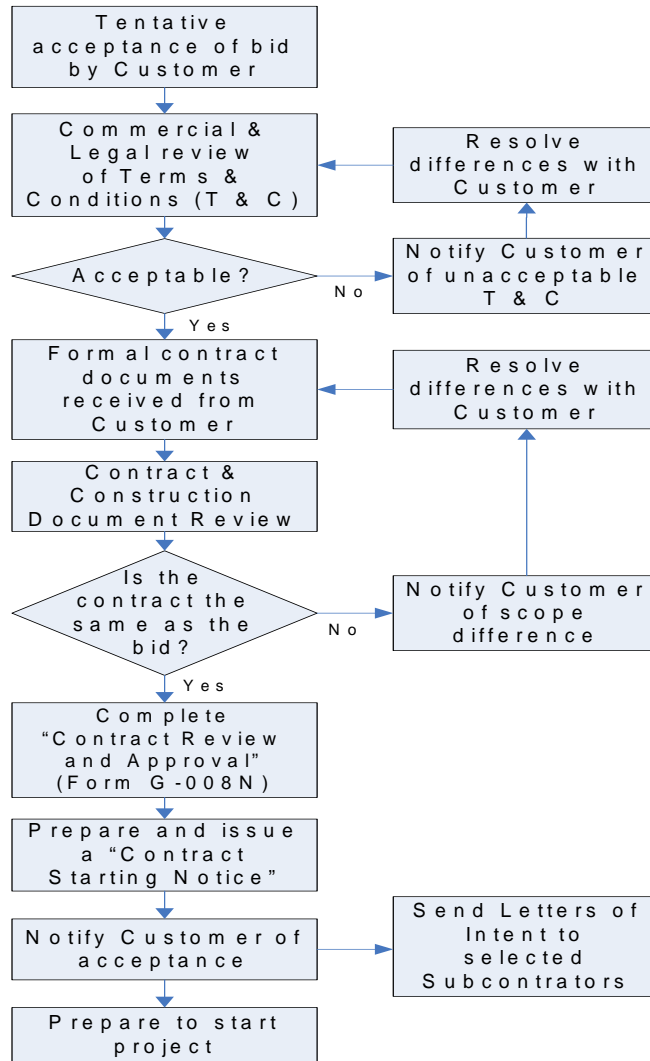 Tentative
acceptance of bid
by Customer
Commercial &
Legal review
of Terms &
Conditions (T & C)
Resolve
differences with
Customer
Acceptable?
No
Notify Customer
of unacceptable
T & C
Yes
Formal contract
documents
received from
Customer
Resolve
differences with
Customer
Contract &
Construction
Document Review
Is the
contract the
same as the
bid?
No
Notify Customer
of scope
difference
Yes
Complete
“Contract Review
and Approval”
(Form G-008N)
Prepare and issue
a “Contract
Starting Notice”
Notify Customer of
acceptance
Send Letters of
Intent to
selected
Subcontrators
Prepare to start
project